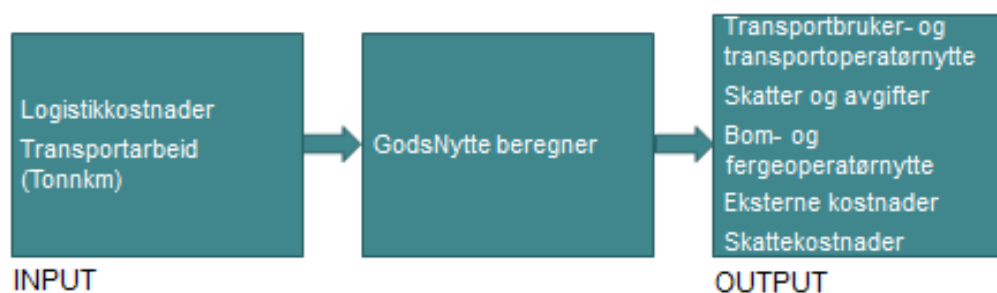 Logistikkostnader
Transportarbeid
(Tonnkm)
INPUT
GodsNytte beregner
Transportbruker- og
transportoperatørnytte
Skatter og avgifter
Bom- og
fergeoperatørnytte
Eksterne kostnader
Skattekostnader
OUTPUT